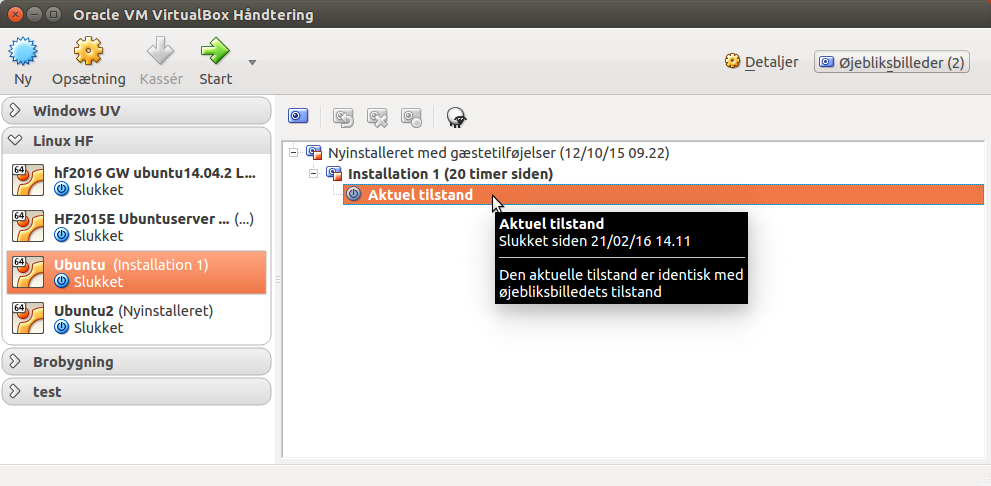 Oracle VM VirtualBox Håndtering
Ny
Opsætning
Kassér
Start
Detaljer
Øjebliksbilleder (2)
Windows UV
Linux HF
64
hf2016 GW ubuntu14.04.2 L...
Slukket
64
HF2015E Ubuntuserver ... (...)
Slukket
64
Ubuntu (Installation 1)
Slukket
64
Ubuntu2 (Nyinstalleret)
Slukket
Brobygning
test
Nyinstalleret med gæstetilføjelser (12/10/15 09.22)
Installation 1 (20 timer siden)
Aktuel tilstand
Aktuel tilstand
Slukket siden 21/02/16 14.11
Den aktuelle tilstand er identisk med
øjebliksbilledets tilstand